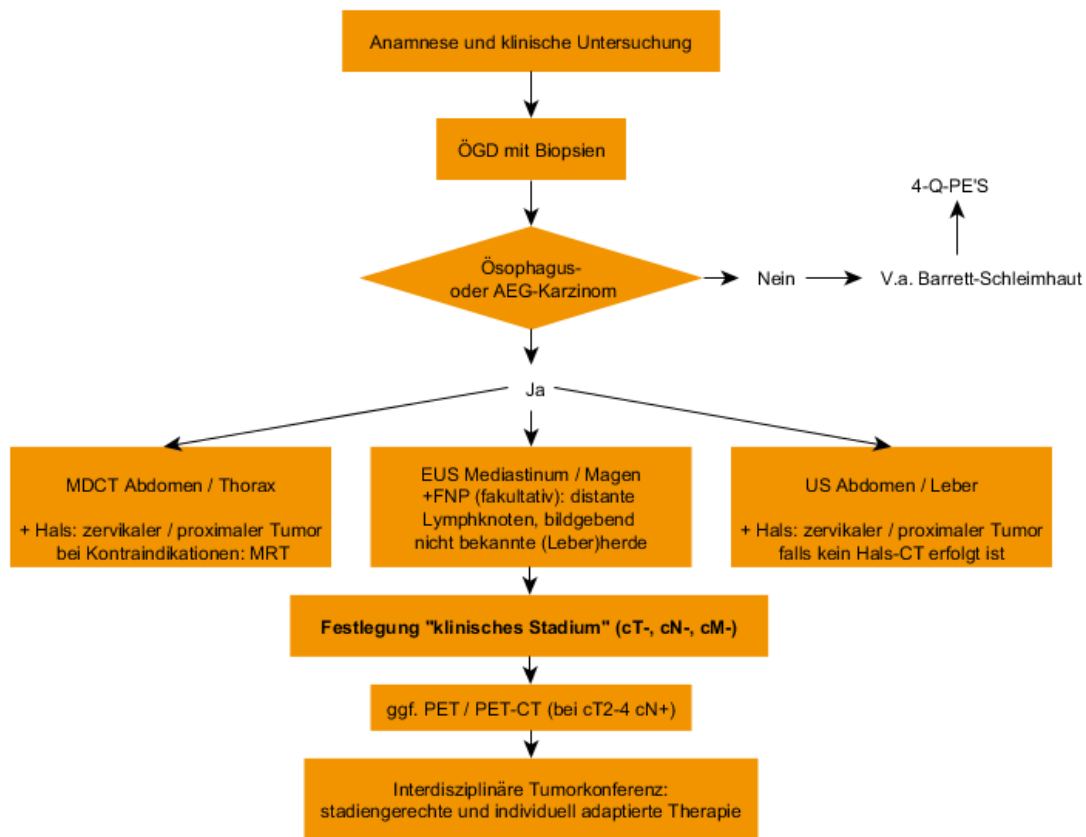 Anamnese und klinische Untersuchung
ÖGD mit Biopsien
4-Q-PE'S
Ösophagus-
oder AEG-Karzinom
Nein
V.a. Barrett-Schleimhaut
Ja
MDCT Abdomen / Thorax
+ Hals: zervikaler / proximaler Tumor
bei Kontraindikationen: MRT
EUS Mediastinum / Magen
+FNP (fakultativ): distante
Lymphknoten, bildgebend
nicht bekannte (Leber)herde
US Abdomen / Leber
+ Hals: zervikaler / proximaler Tumor
falls kein Hals-CT erfolgt ist
Festlegung "klinisches Stadium" (cT-, cN-, cM-)
ggf. PET / PET-CT (bei cT2-4 cN+)
Interdisziplinäre Tumorkonferenz:
stadiengerechte und individuell adaptierte Therapie